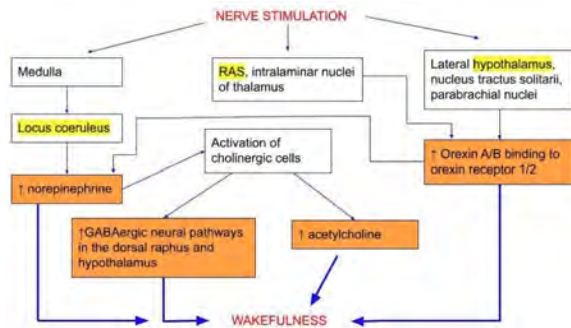 NERVE STIMULATION
Medulla
RAS, intralaminar nuclei
of thalamus
Lateral hypothalamus,
nucleus tractus solitarii,
parabrachial nuclei
Locus coeruleus
Activation of
cholinergic cells
↑ Orexin A/B binding to
orexin receptor 1/2
↑ norepinephrine
↑GABAergic neural pathways
in the dorsal raphus and
hypothalamus
↑ acetylcholine
WAKEFULNESS